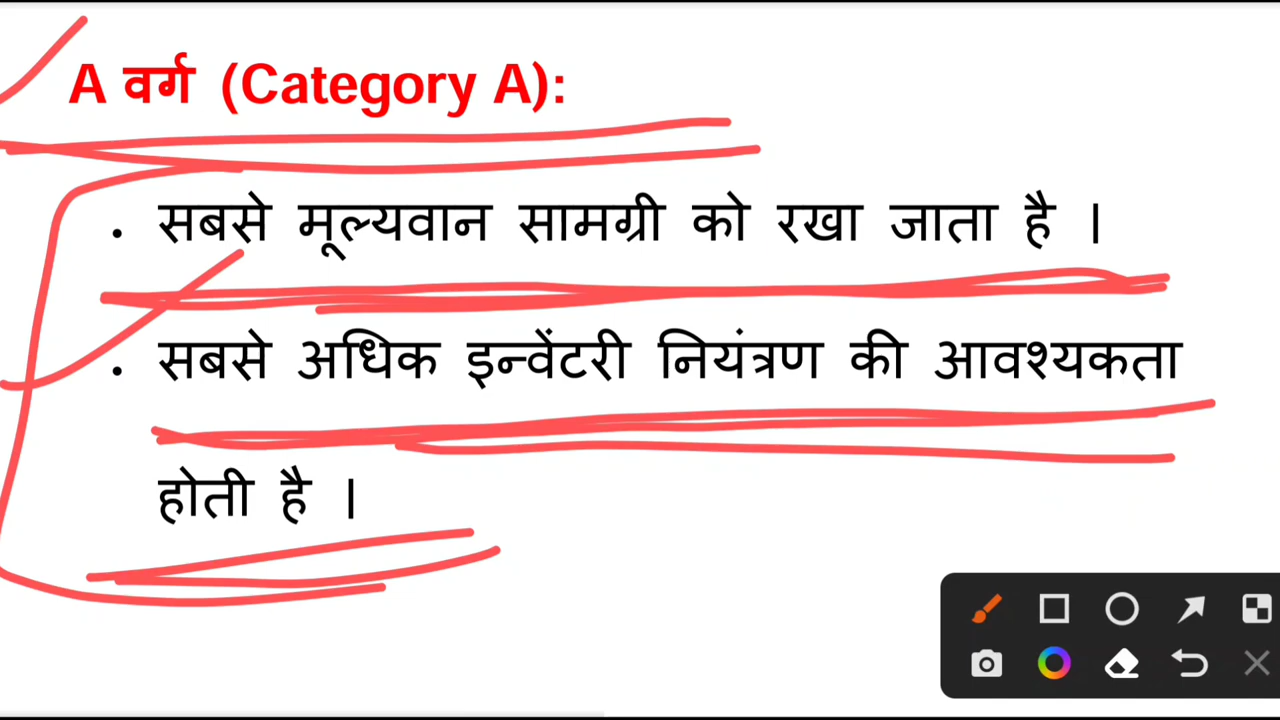 A वर्ग (Category A):
. सबसे मूल्यवान सामग्री को रखा जाता है ।
. सबसे अधिक इन्वेंटरी नियंत्रण की आवश्यकता
होती है ।